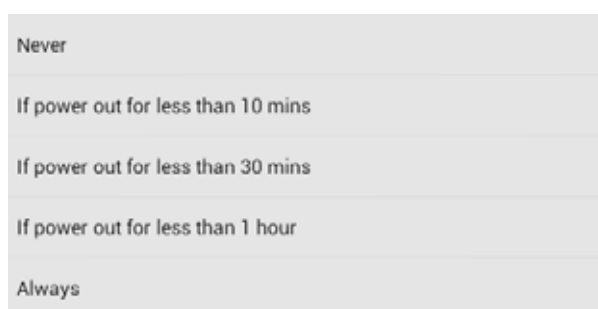 Never
If power out for less than 10 mins
If power out for less than 30 mins
If power out for less than 1 hour
Always